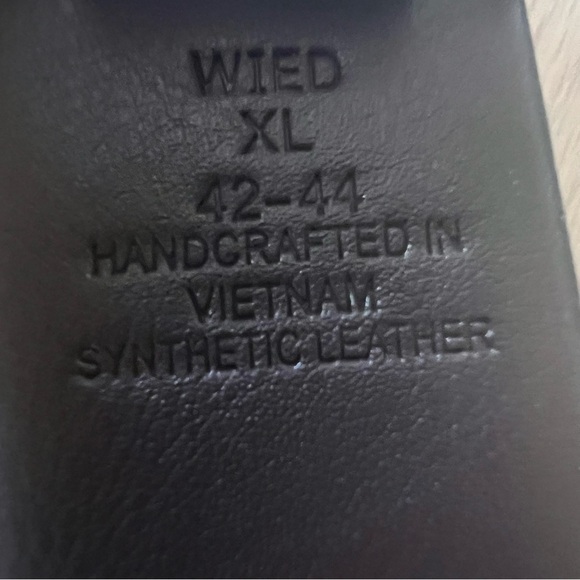 WIED
XL
42-44
HANDCRAFTED IN
VIETNAM
SYNTHETIC LEATHER